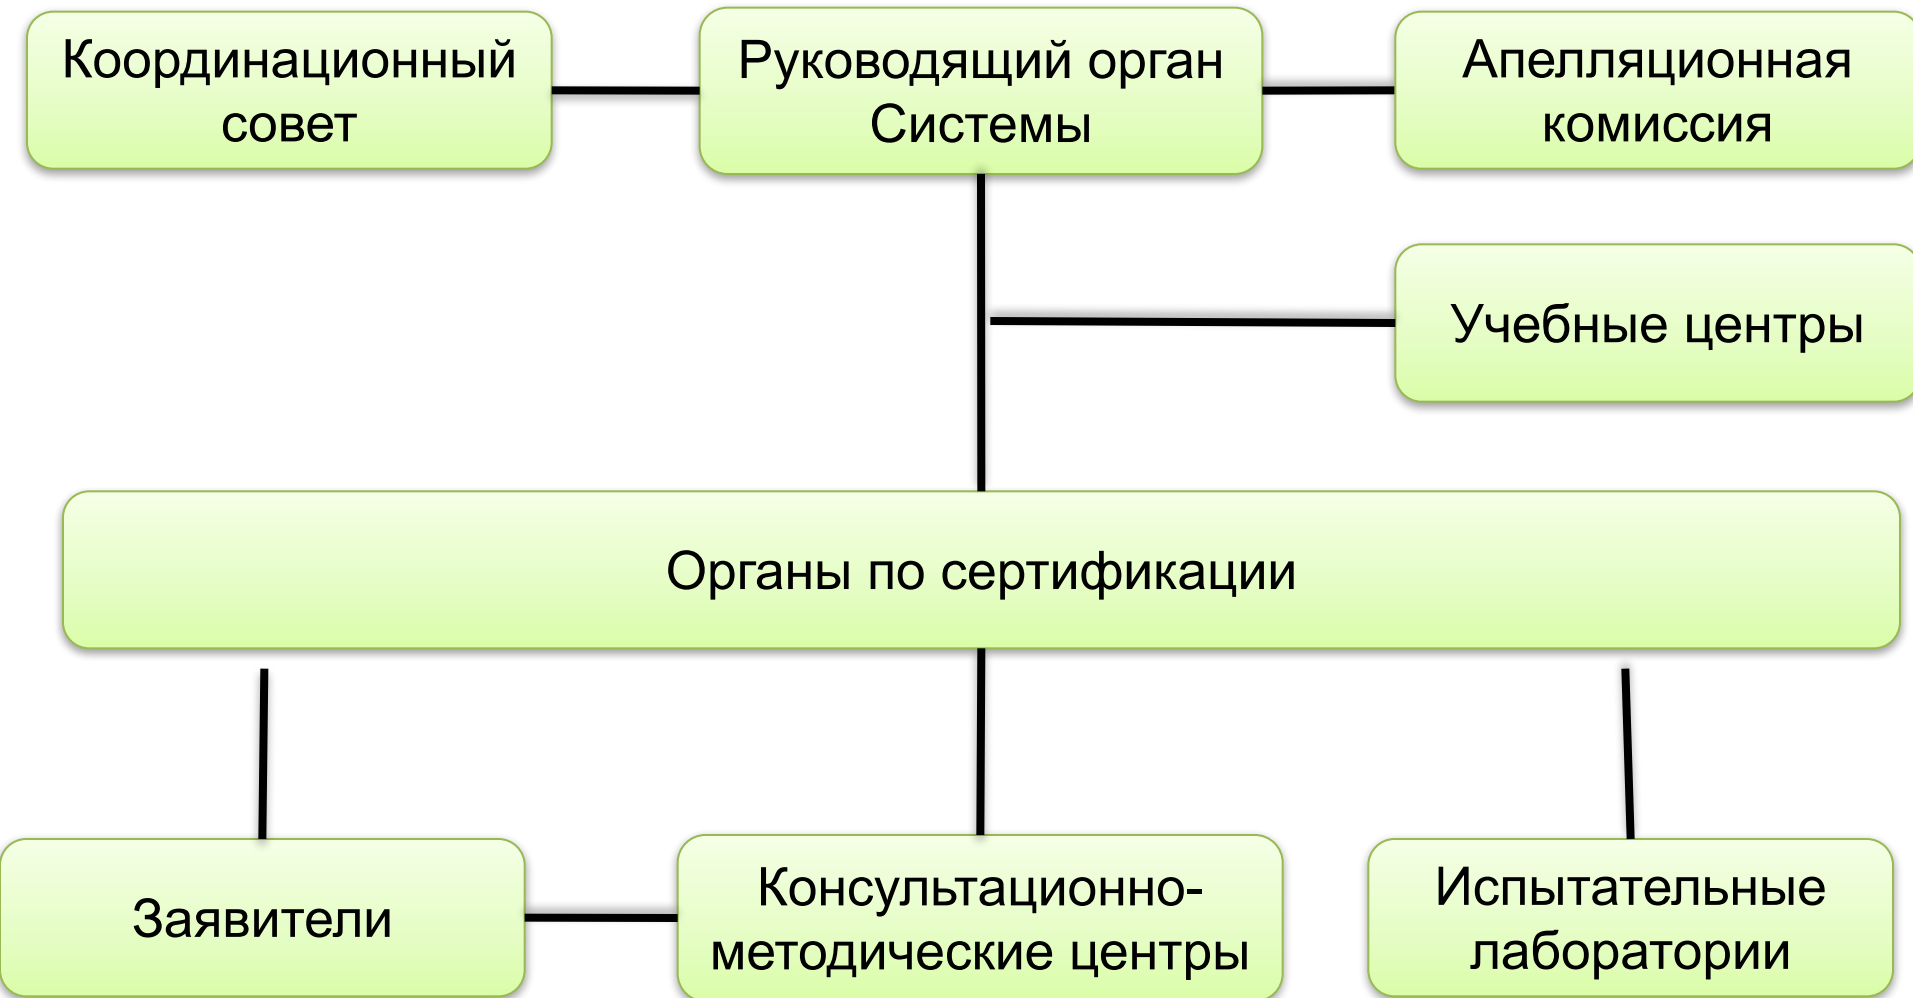 Координационный
совет
Руководящий орган
Системы
Апелляционная
комиссия
Учебные центры
Органы по сертификации
Заявители
Консультационно-
методические центры
Испытательные
лаборатории